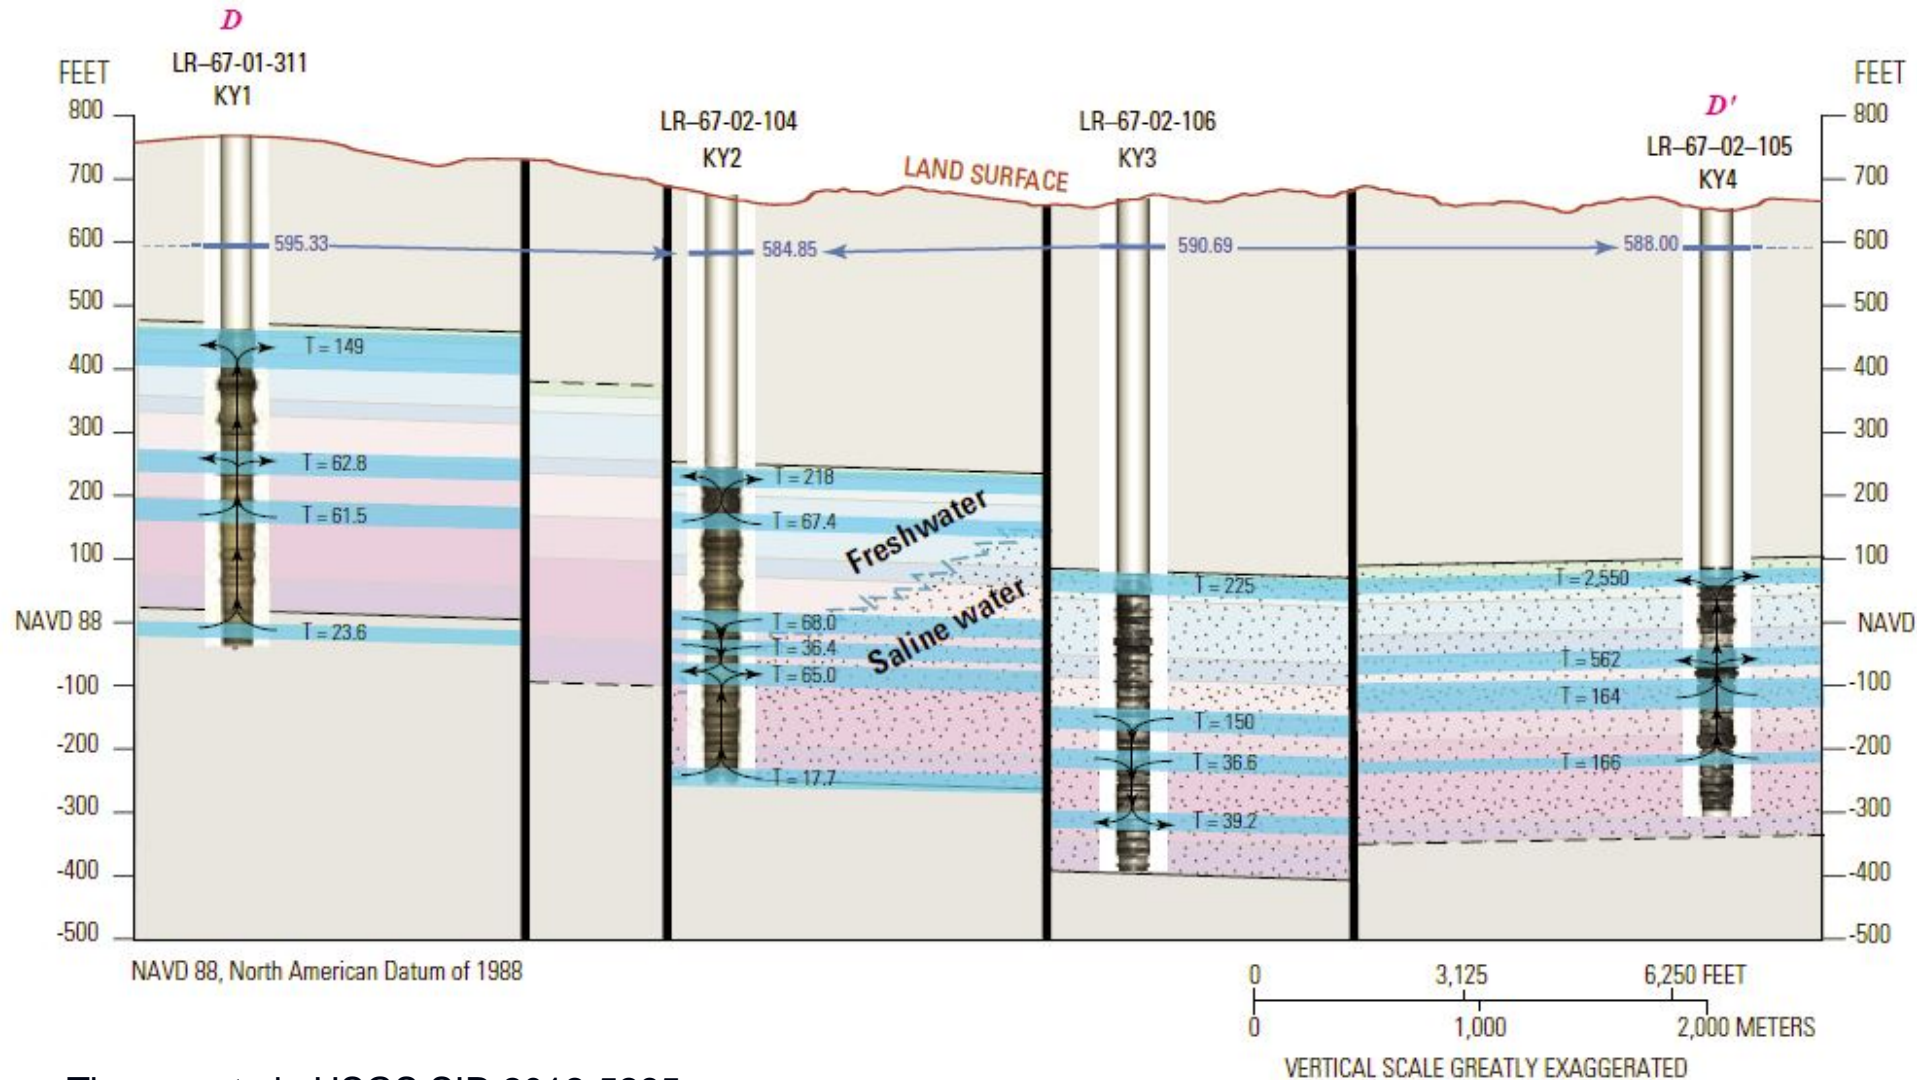 D
LR–67-01-311
KY1
FEET
800
700
600
500
400
300
200
100
NAVD 88
-100
-200
-300
-400
-500
LR–67-02-104
KY2
LAND SURFACE
LR–67-02-106
KY3
D'
LR–67–02–105
KY4
FEET
800
700
600
500
400
300
200
100
NAVD
-100
-200
-300
-400
-500
595.33
584.85
590.69
588.00
T = 149
T = 62.8
T = 61.5
T = 23.6
T = 218
T = 67.4
T = 68.0
T = 36.4
T = 65.0
T = 17.7
Freshwater
Saline water
T = 225
T = 150
T = 36.6
T = 39.2
T = 2,550
T = 562
T = 164
T = 166
NAVD 88, North American Datum of 1988
0 3,125 6,250 FEET
0 1,000 2,000 METERS
VERTICAL SCALE GREATLY EXAGGERATED